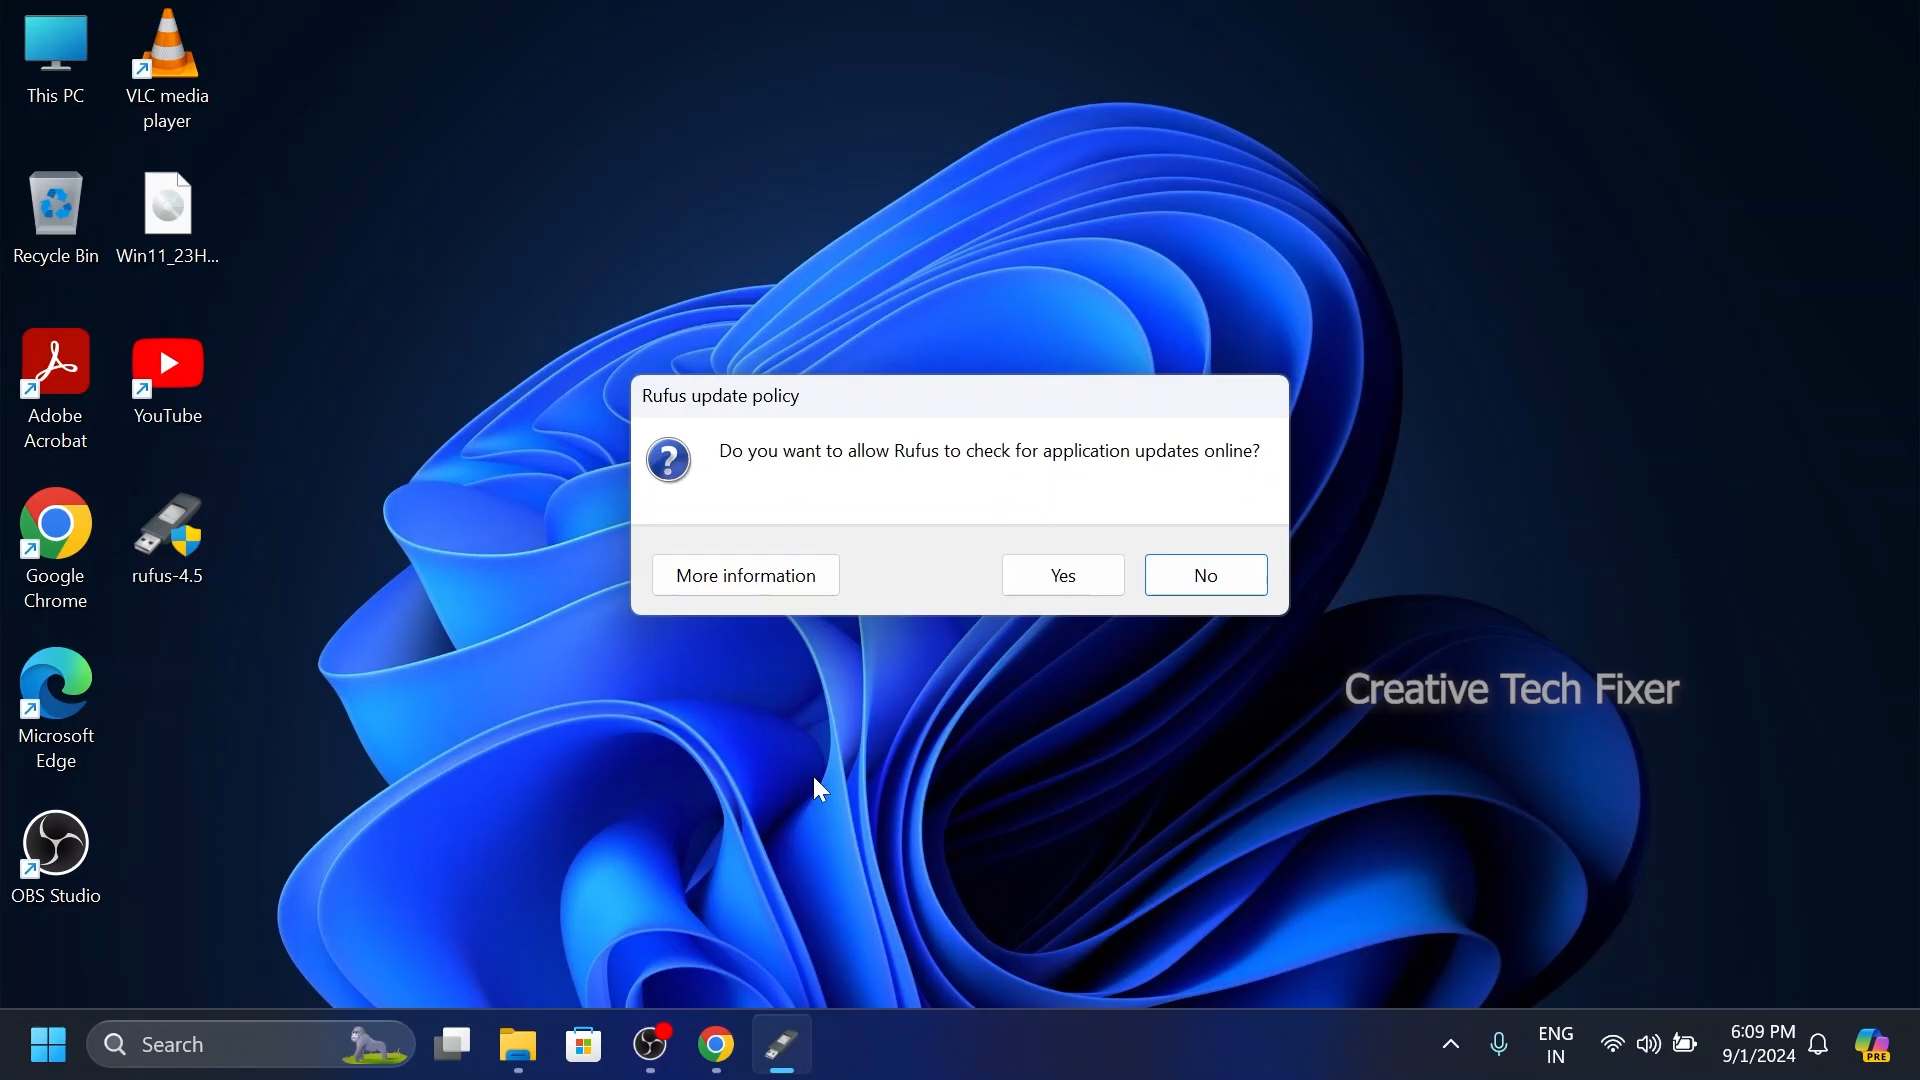 This PC
VLC media
player
Recycle Bin
Win11_23H...
Adobe
Acrobat
YouTube
Google
Chrome
rufus-4.5
Microsoft
Edge
OBS Studio
Rufus update policy
Do you want to allow Rufus to check for application updates online?
More information
Yes
No
Creative Tech Fixer
Search
ENG
IN
6:09 PM
9/1/2024
PRE